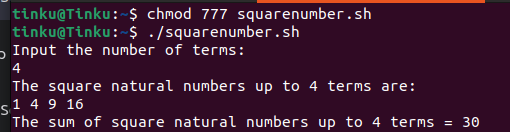 tinku@Tinku:~$ chmod 777 squarenumber.sh
tinku@Tinku:~$ ./squarenumber.sh
Input the number of terms:
4
The square natural numbers up to 4 terms are:
1 4 9 16
The sum of square natural numbers up to 4 terms = 30